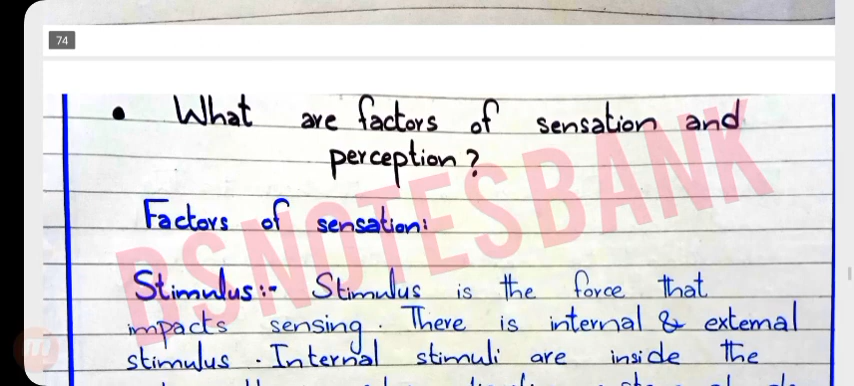 74
• What are factors of sensation and
perception?
Factors of sensation:
Stimulus:- Stimulus is the force that
impacts sensing. There is internal & external
stimulus. Internal stimuli are inside the
DSNOTESBANK